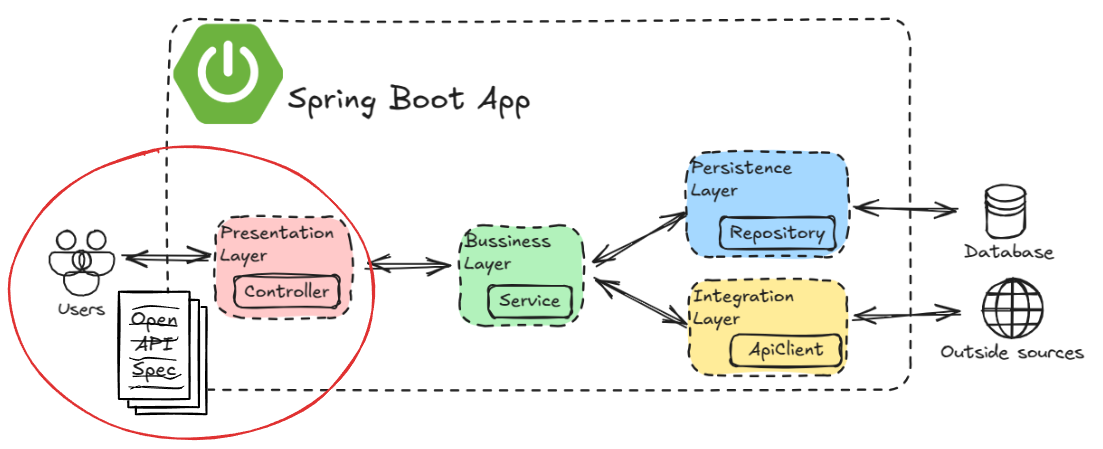 Spring Boot App
Users
Open
API
Spec
Presentation
Layer
Controller
Bussiness
Layer
Service
Persistence
Layer
Repository
Integration
Layer
ApiClient
Database
Outside sources